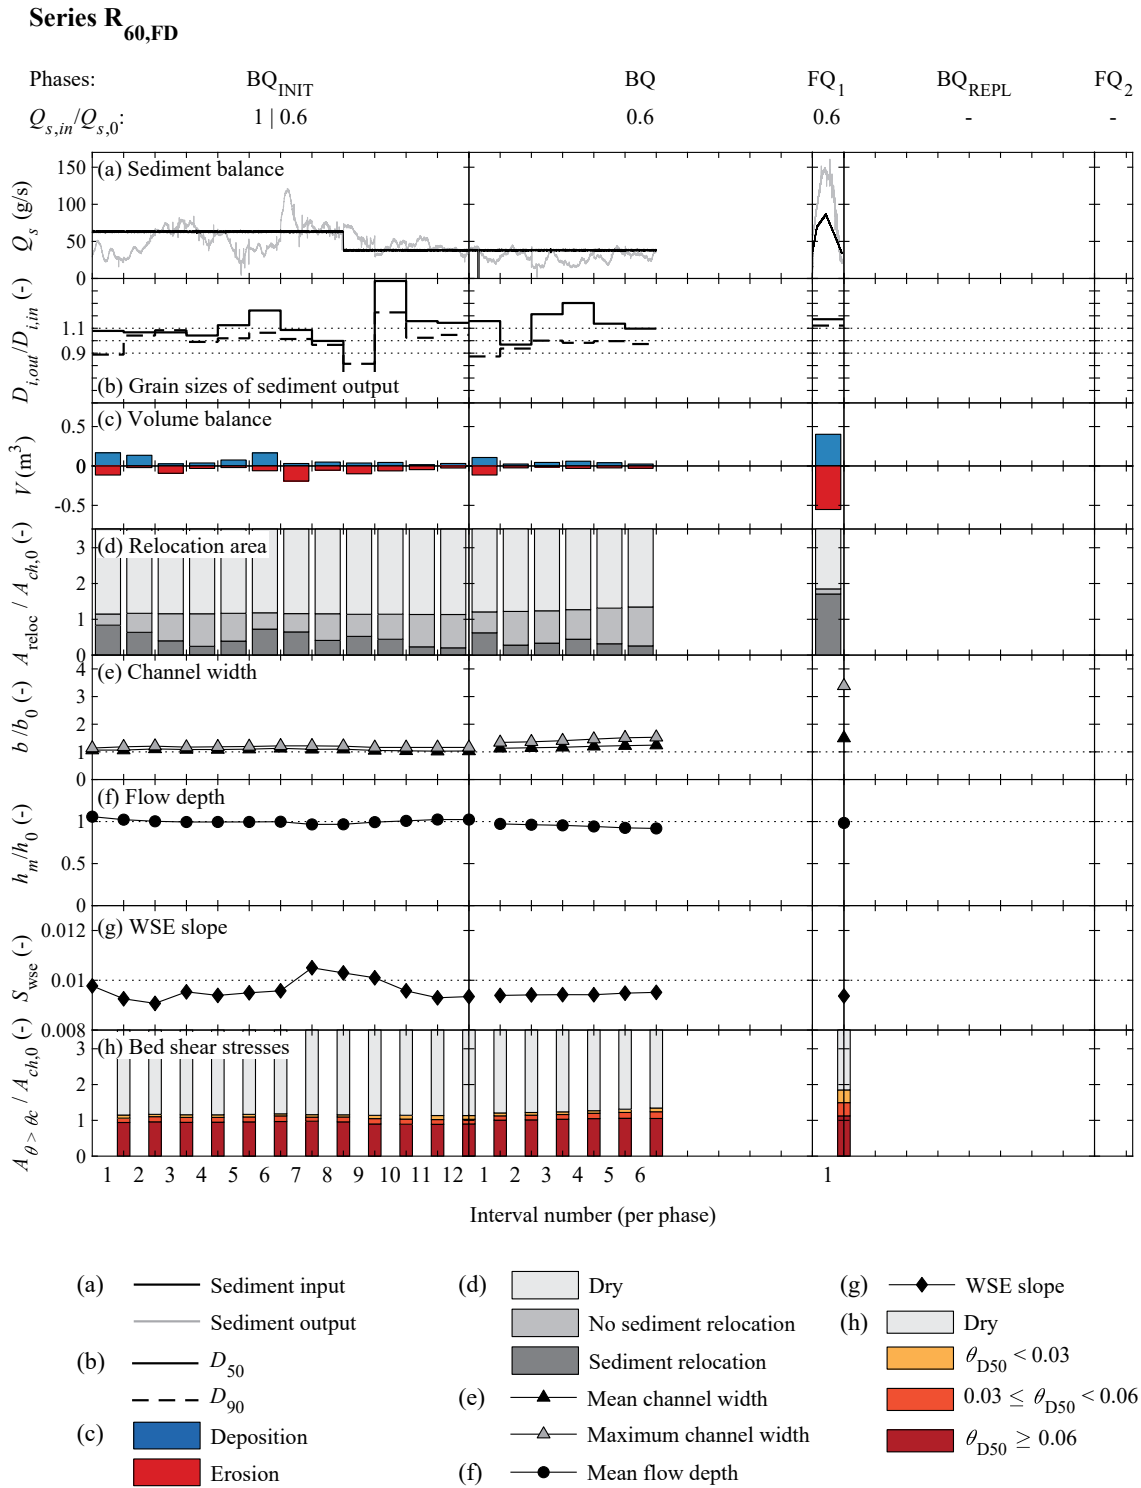 Series R60,FD
Phases: BQINIT BQ FQ1 BQREPL FQ2
Qs,in/Qs,0: 1 | 0.6 0.6 0.6 - -
(a) Sediment balance
Qs (g/s)
150
100
50
0
(b) Grain sizes of sediment output
Di,out/Di,in (-)
1.1
0.9
(c) Volume balance
V (m3)
0.5
0
-0.5
(d) Relocation area
Areloc / Ach,0 (-)
3
2
1
0
(e) Channel width
b/b0 (-)
4
3
2
1
0
(f) Flow depth
hm/h0 (-)
1
0.5
0
(g) WSE slope
Swse (-)
0.012
0.01
0.008
(h) Bed shear stresses
Aθ > θc / Ach,0 (-)
3
2
1
0
1 2 3 4 5 6 7 8 9 10 11 12 1 2 3 4 5 6 1
Interval number (per phase)
(a) Sediment input
Sediment output
(b) D50
D90
(c) Deposition
Erosion
(d) Dry
No sediment relocation
Sediment relocation
(e) Mean channel width
Maximum channel width
(f) Mean flow depth
(g) WSE slope
(h) Dry
θD50 < 0.03
0.03 ≤ θD50 < 0.06
θD50 ≥ 0.06